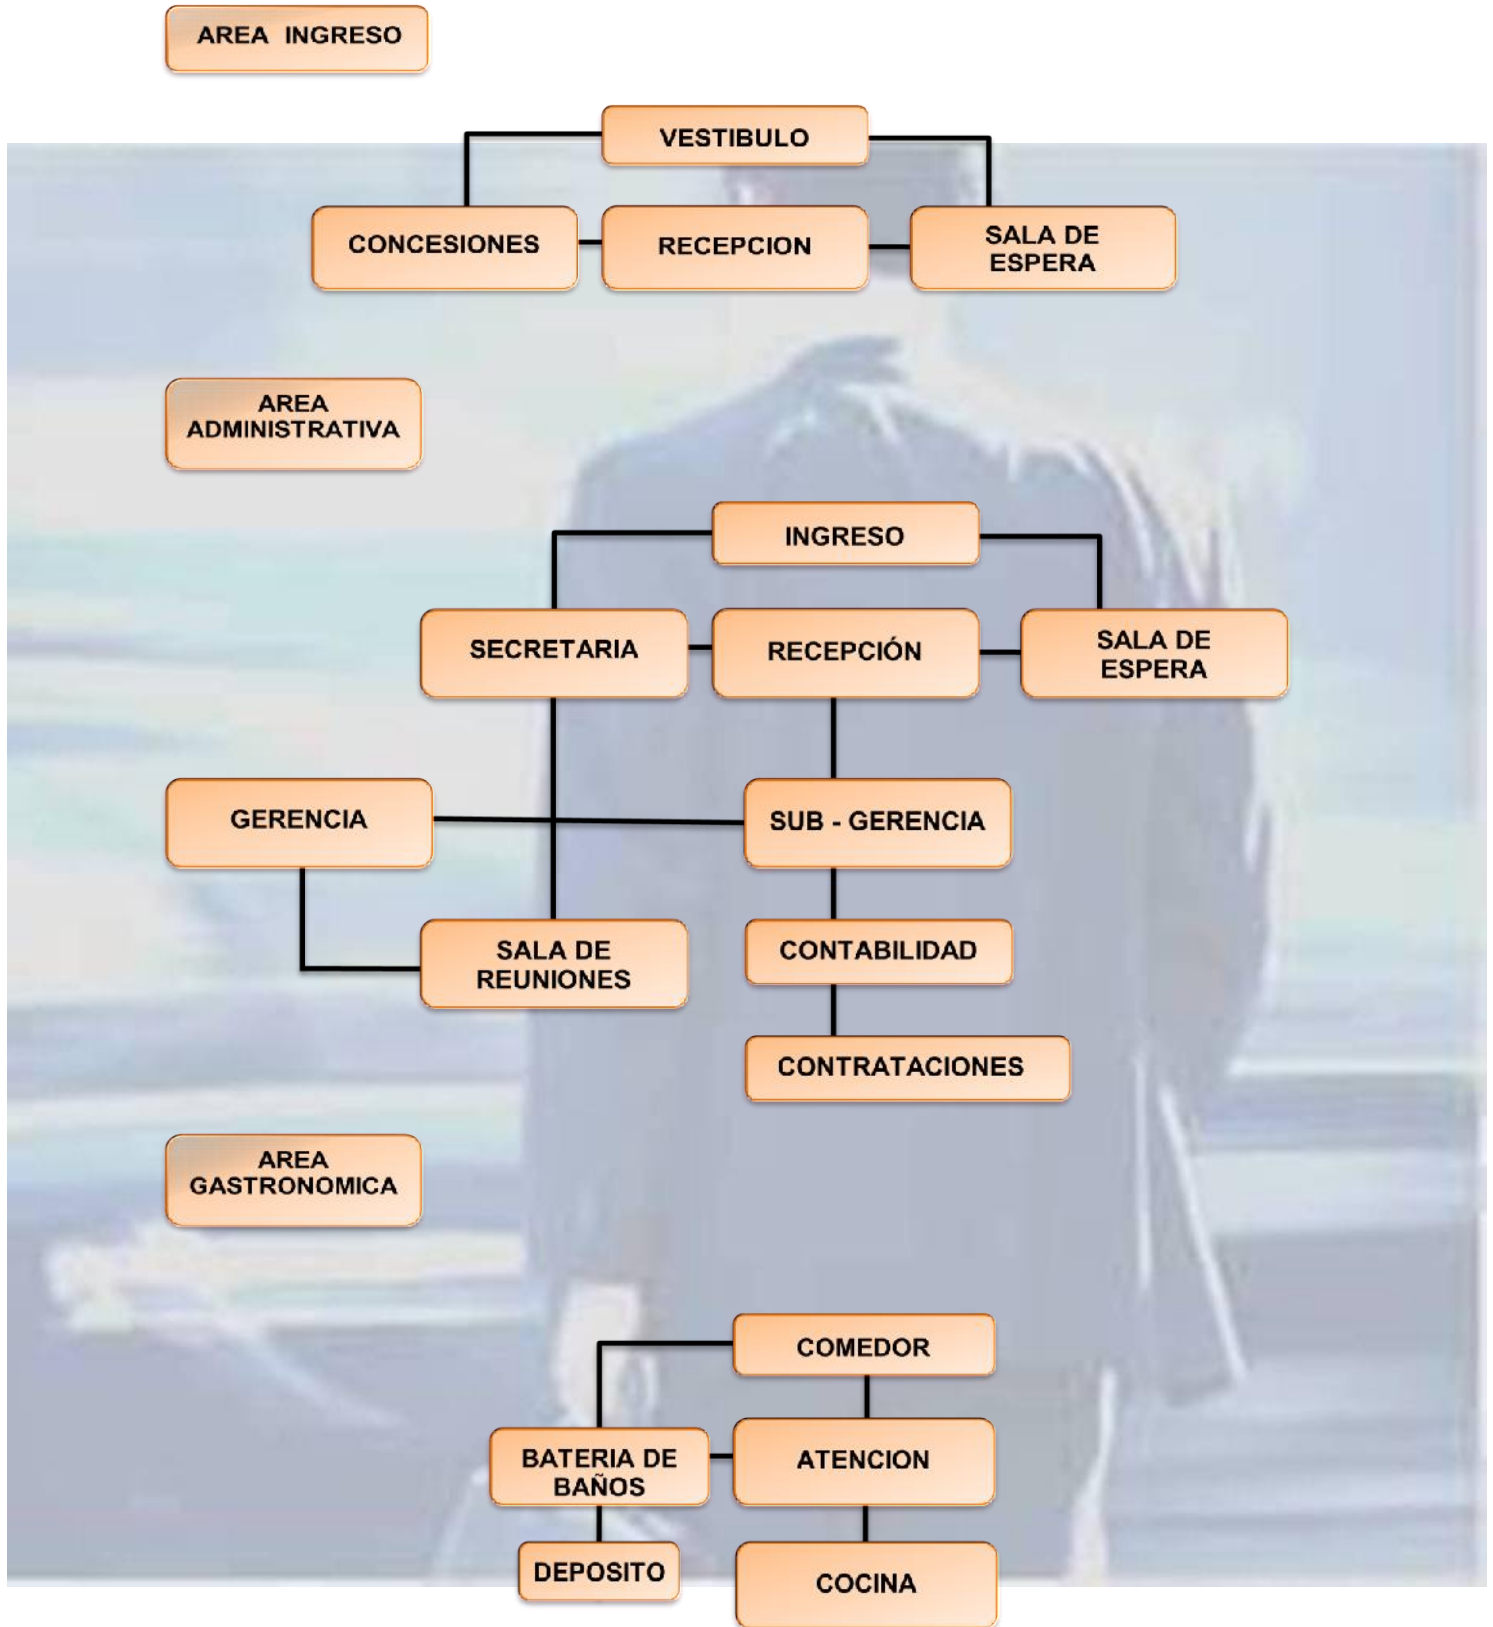 AREA INGRESO
VESTIBULO
CONCESIONES
RECEPCION
SALA DE
ESPERA
AREA
ADMINISTRATIVA
INGRESO
SECRETARIA
RECEPCIÓN
SALA DE
ESPERA
GERENCIA
SUB - GERENCIA
SALA DE
REUNIONES
CONTABILIDAD
CONTRATACIONES
AREA
GASTRONOMICA
COMEDOR
BATERIA DE
BAÑOS
ATENCION
DEPOSITO
COCINA